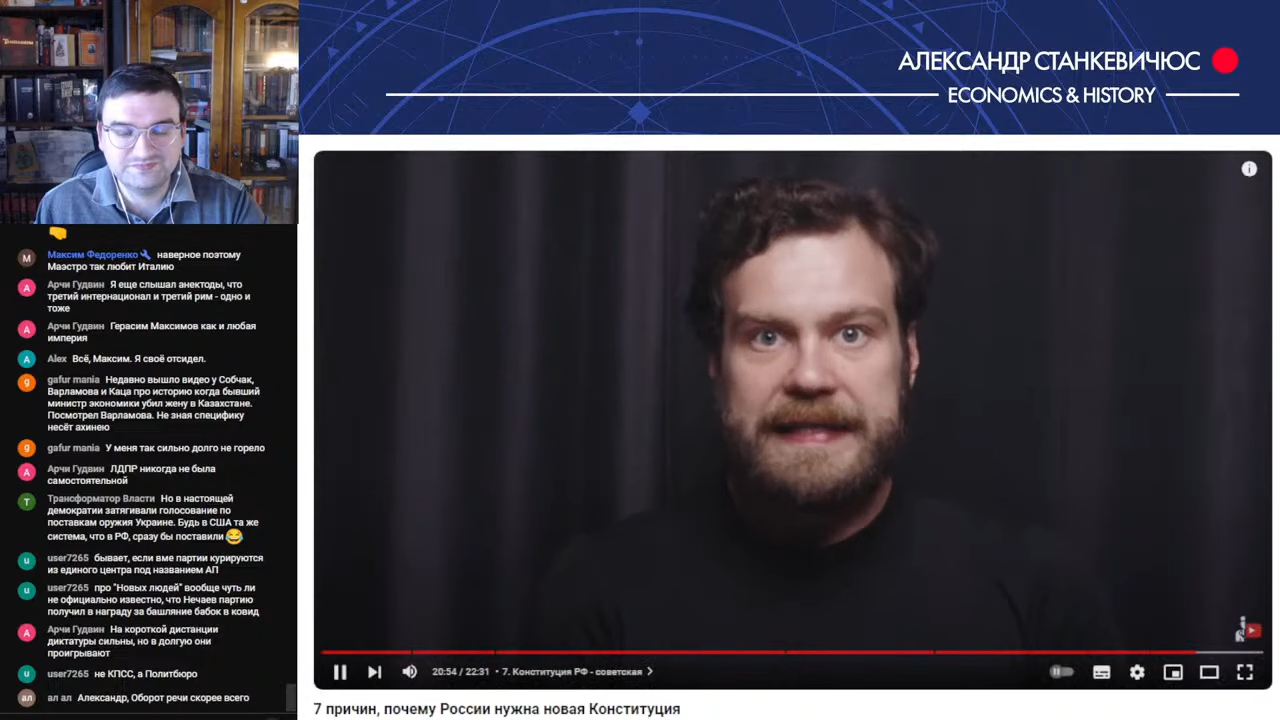 АЛЕКСАНДР СТАНКЕВИЧЮС
ECONOMICS & HISTORY
М
Максим Федоренко наверное поэтому
Маэстро так любит Италию
А
Арчи Гудвин Я еще слышал анектоды, что
третий интернационал и третий рим - одно и
тоже
А
Арчи Гудвин Герасим Максимов как и любая
империя
A
Alex Всё, Максим. Я своё отсидел.
g
gafur mania Недавно вышло видео у Собчак,
Варламова и Каца про историю когда бывший
министр экономики убил жену в Казахстане.
Посмотрел Варламова. Не зная специфику
несёт ахинею
g
gafur mania У меня так сильно долго не горело
А
Арчи Гудвин ЛДПР никогда не была
самостоятельной
Т
Трансформатор Власти Но в настоящей
демократии затягивали голосование по
поставкам оружия Украине. Будь в США та же
система, что в РФ, сразу бы поставили 😂
u
user7265 бывает, если вме партии курируются
из единого центра под названием АП
u
user7265 про "Новых людей" вообще чуть ли
не официально известно, что Нечаев партию
получил в награду за башляние бабок в ковид
А
Арчи Гудвин На короткой дистанции
диктатуры сильны, но в долгую они
проигрывают
u
user7265 не КПСС, а Политбюро
ал
ал ал Александр, Оборот речи скорее всего
20:54 / 22:31 • 7. Конституция РФ - советская
7 причин, почему России нужна новая Конституция